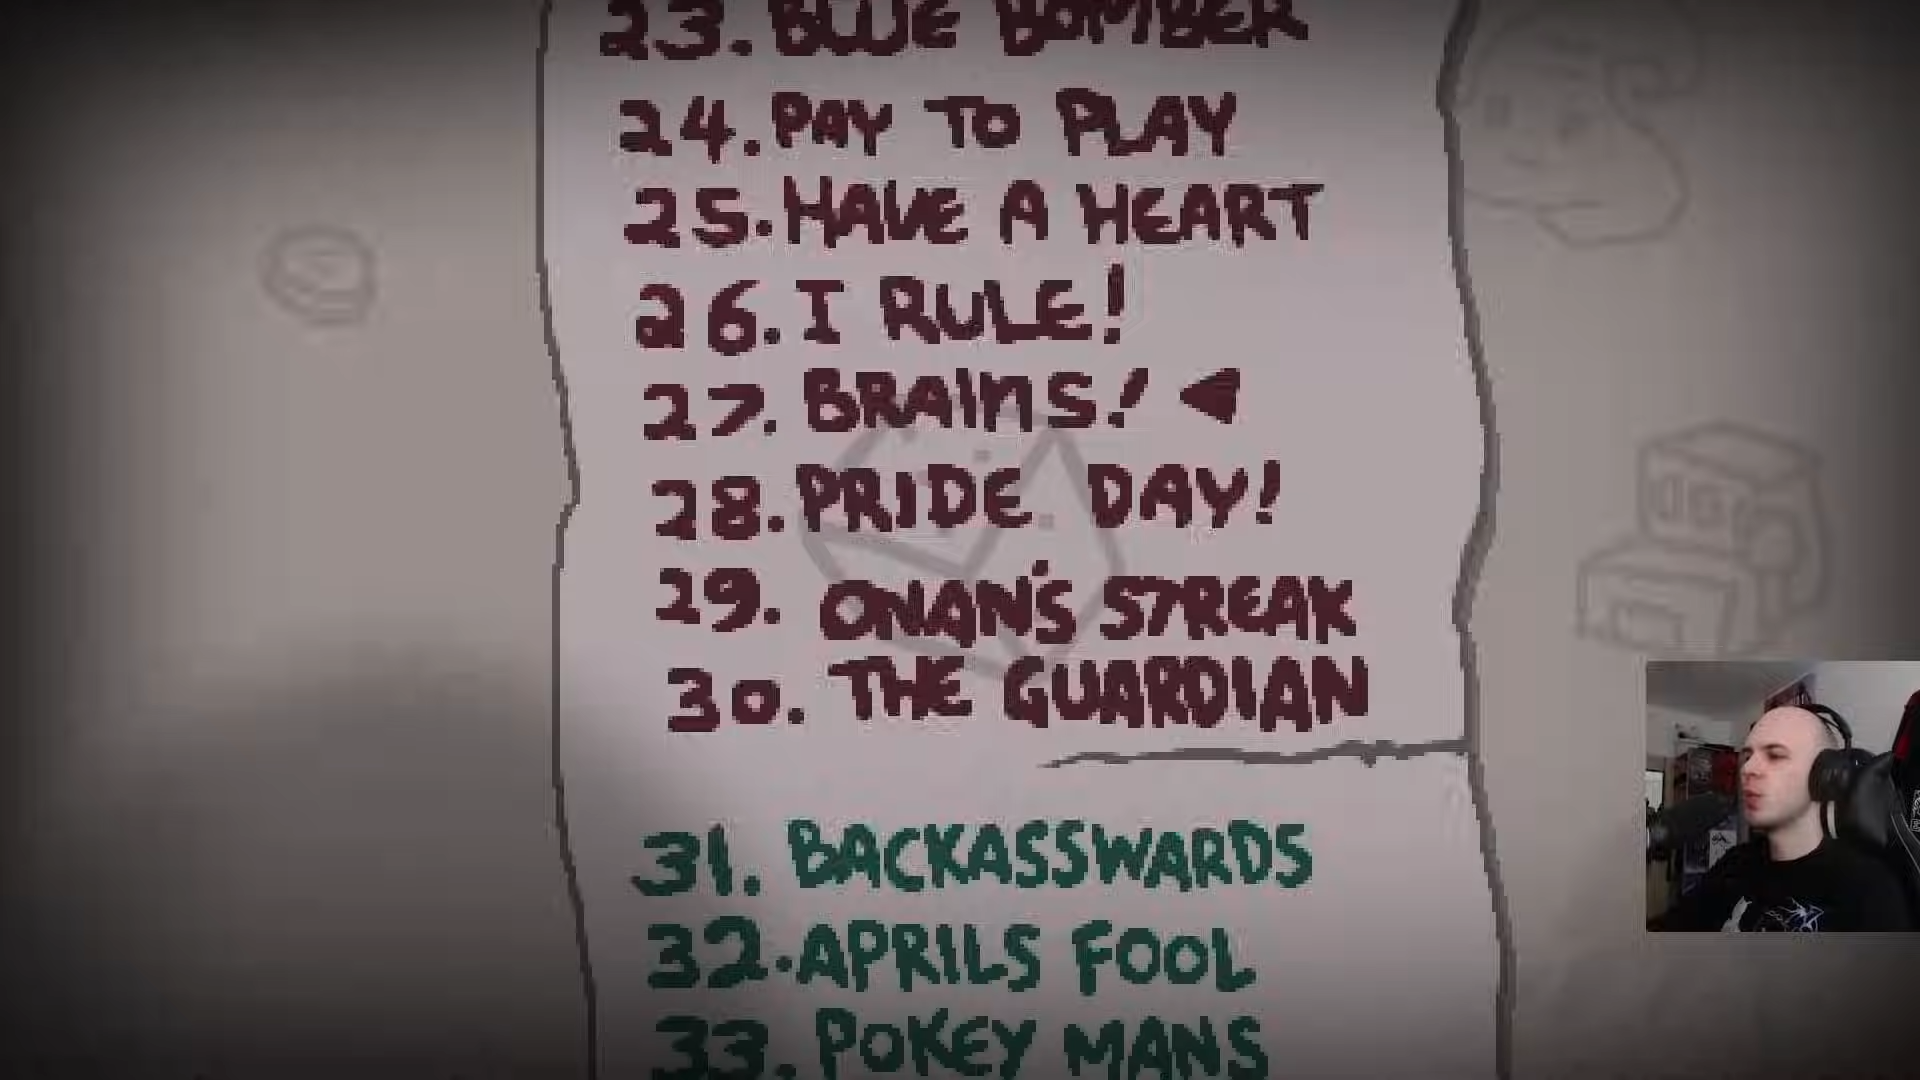 23. BLUE BOMBER
24. PAY TO PLAY
25. HAVE A HEART
26. I RULE!
27. BRAINS!
28. PRIDE DAY!
29. ONAN'S STREAK
30. THE GUARDIAN
31. BACKASSWARDS
32. APRILS FOOL
33. POKEY MANS